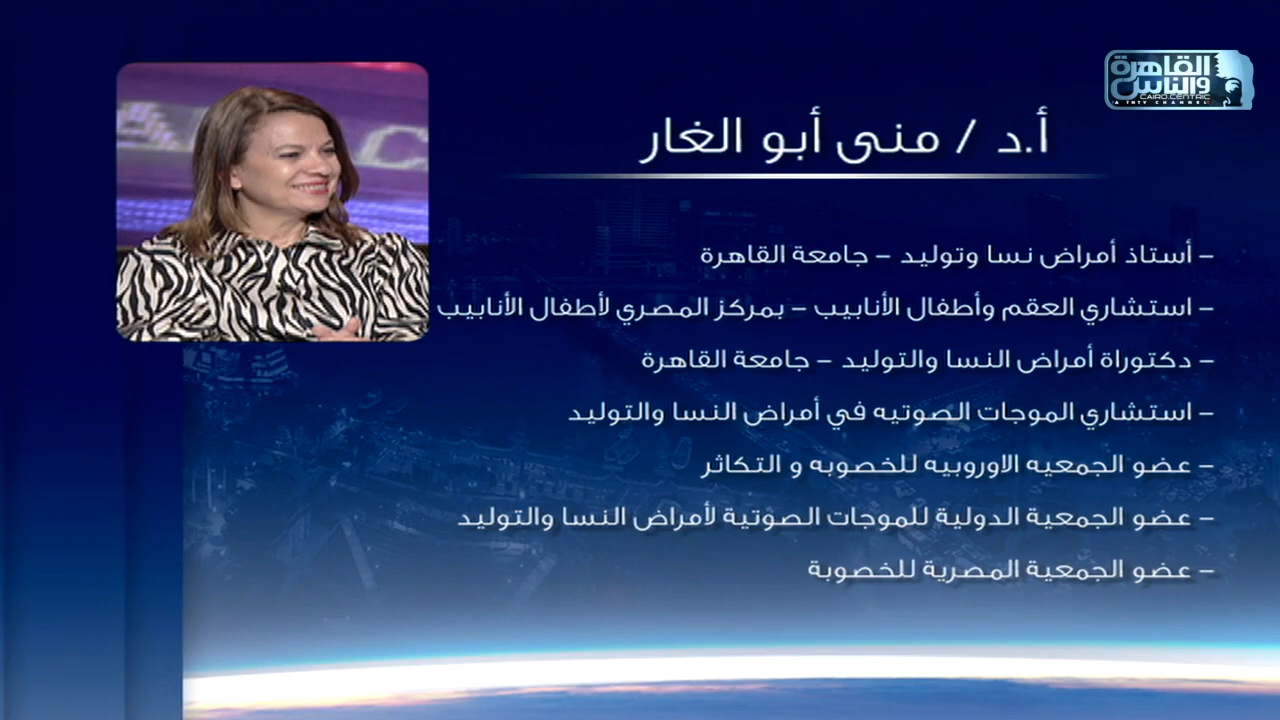 القاهرة
والناس
CAIRO.CENTRIC
A TNTV CHANNEL
أ.د / منى أبو الغار
- أستاذ أمراض نسا وتوليد - جامعة القاهرة
- استشاري العقم وأطفال الأنابيب - بمركز المصري لأطفال الأنابيب
- دكتوراة أمراض النسا والتوليد - جامعة القاهرة
- استشاري الموجات الصوتيه في أمراض النسا والتوليد
- عضو الجمعيه الاوروبيه للخصوبه و التكاثر
- عضو الجمعية الدولية للموجات الصوتية لأمراض النسا والتوليد
- عضو الجمعية المصرية للخصوبة